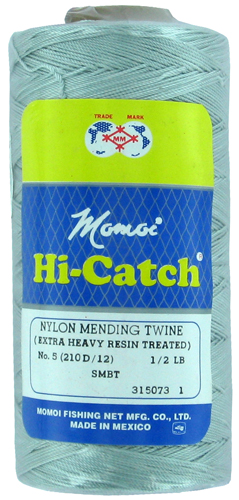 TRADE MARK
MM
Momoi
Hi-Catch®
NYLON MENDING TWINE
(EXTRA HEAVY RESIN TREATED)
No. 5 (210D/12) 1/2 LB
SMBT
315073 1
MOMOI FISHING NET MFG. CO., LTD.
MADE IN MEXICO